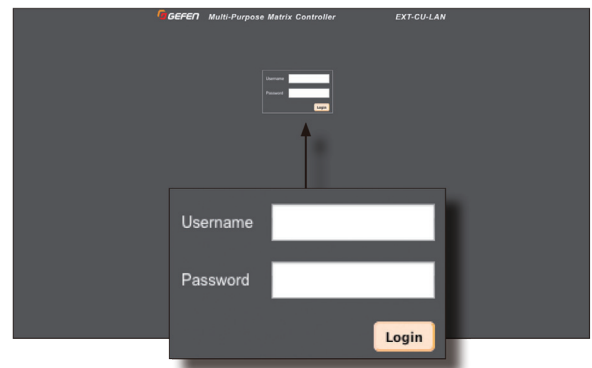 GEFEN Multi-Purpose Matrix Controller EXT-CU-LAN
Username
Password
Login
Username
Password
Login